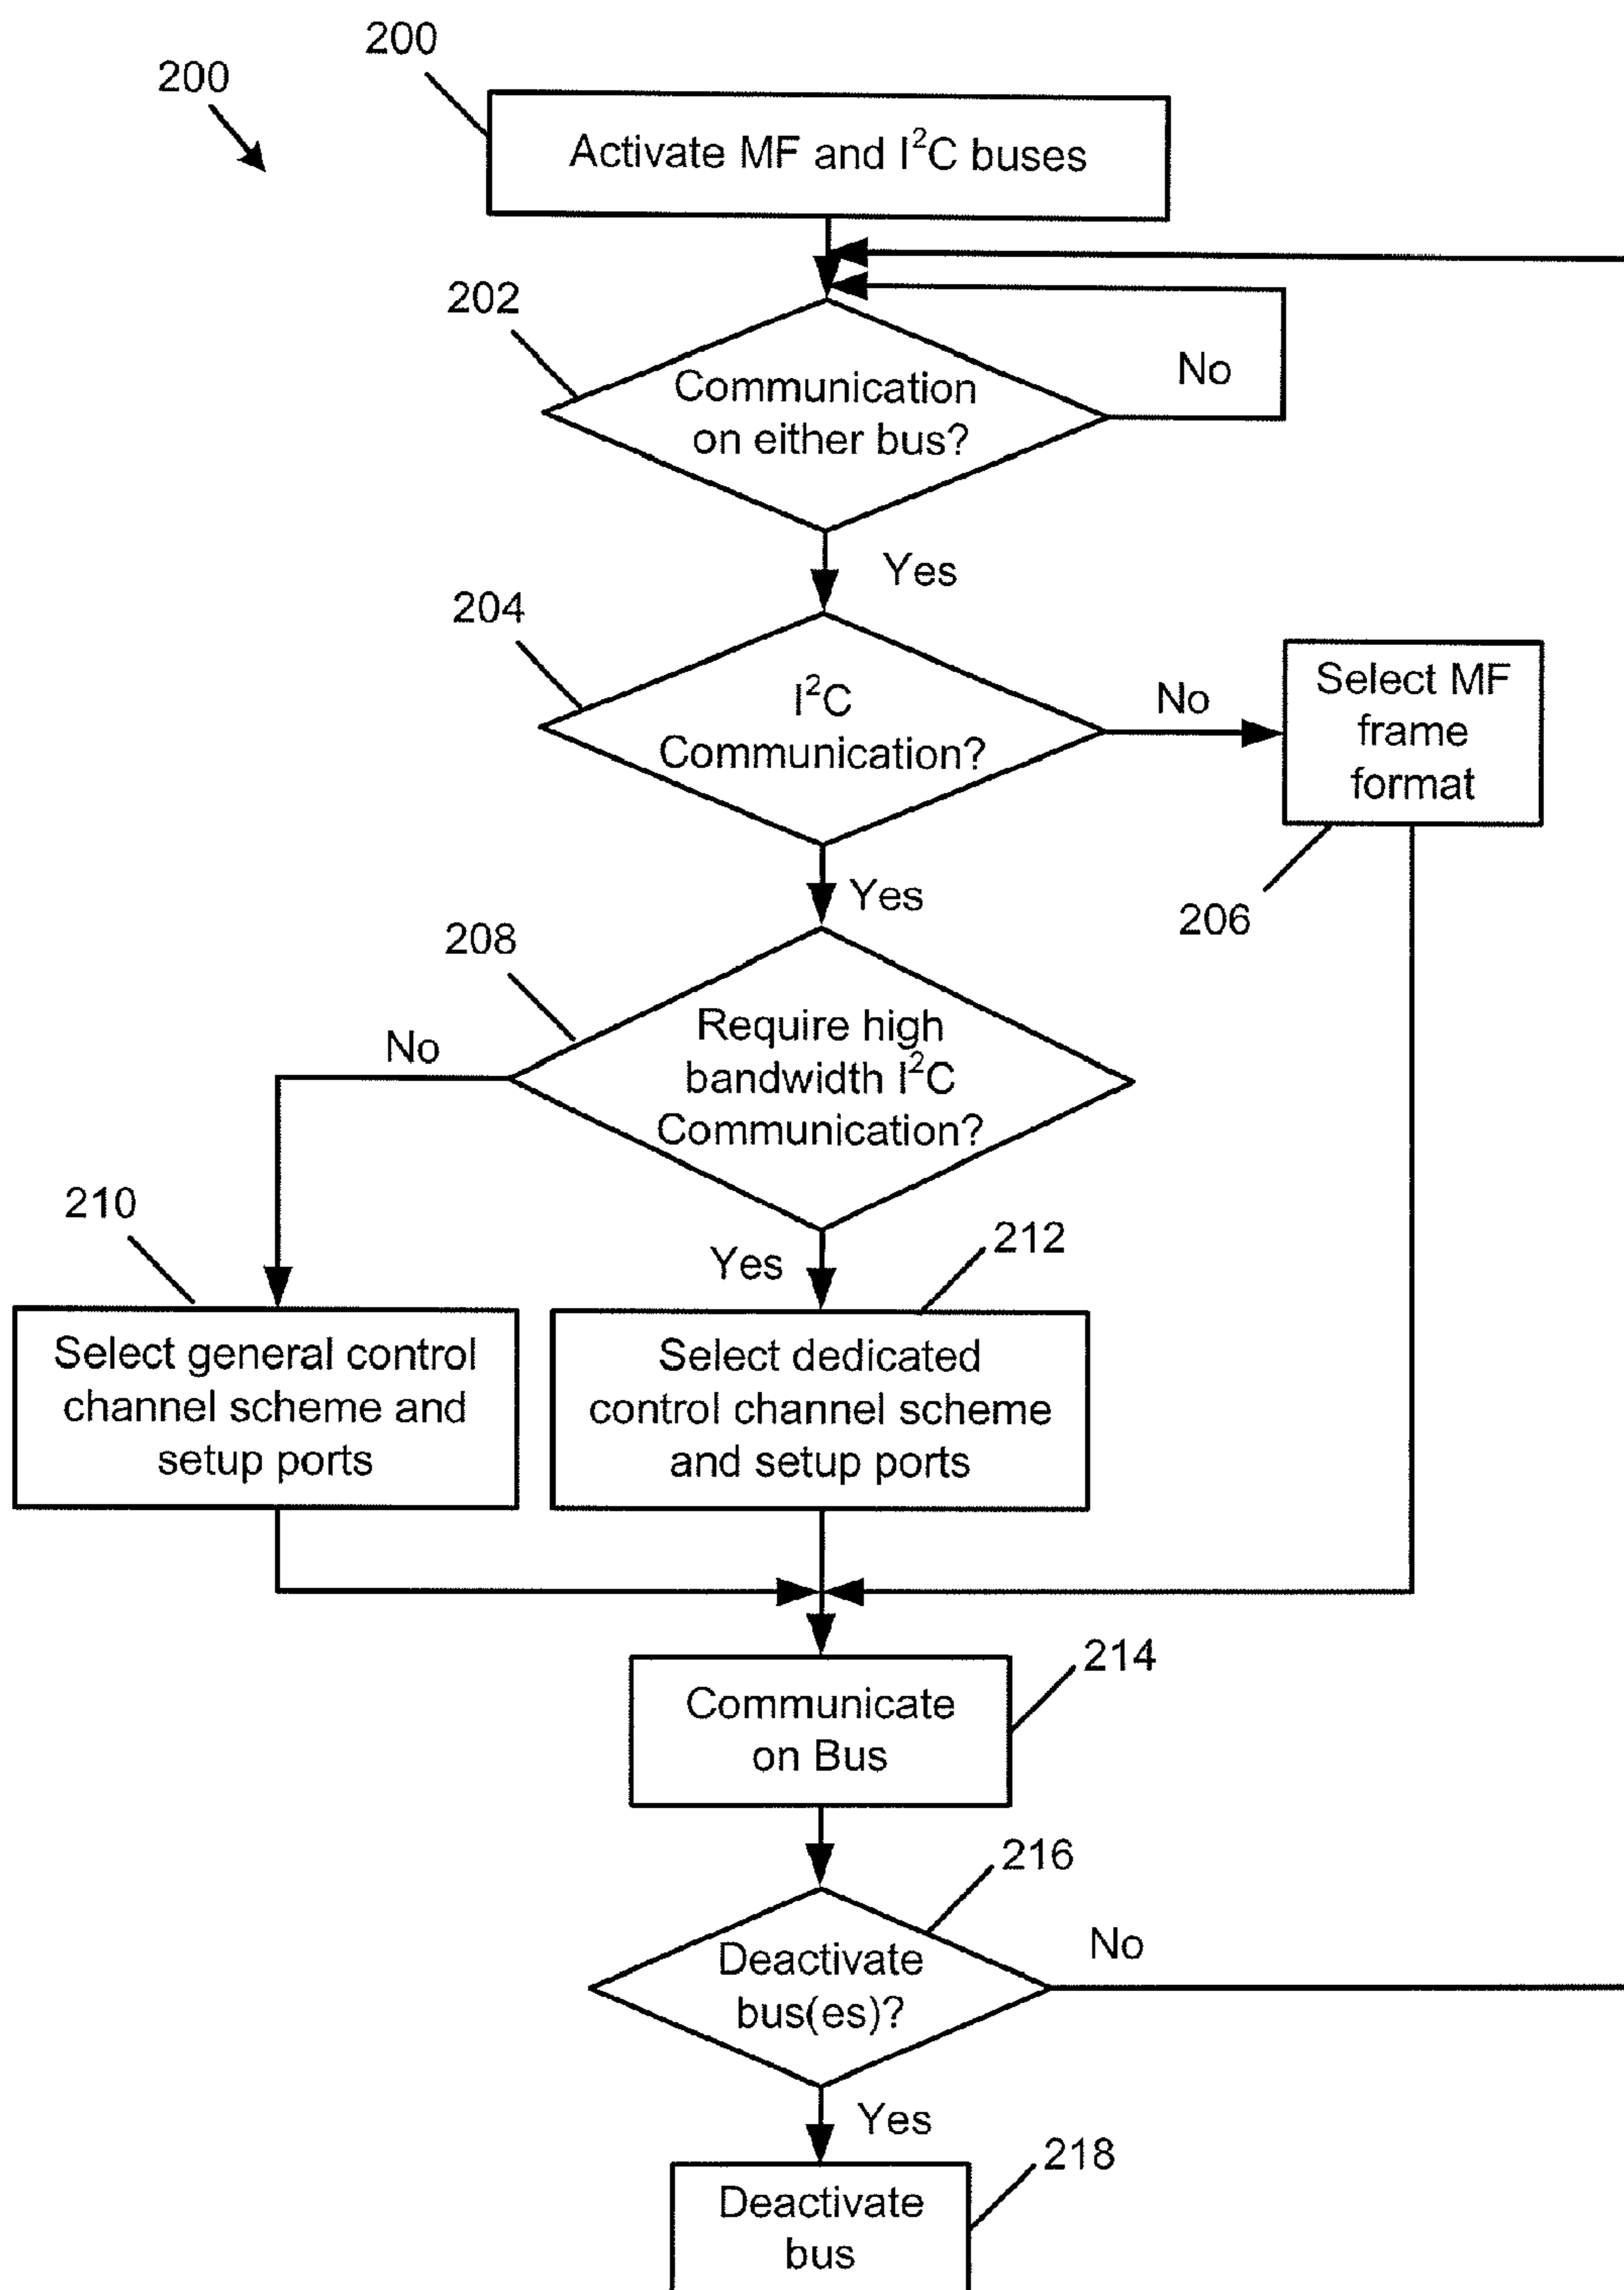 200
200
Activate MF and I²C buses
202
Communication
on either bus?
No
Yes
204
I²C
Communication?
No
Select MF
frame
format
206
Yes
208
Require high
bandwidth I²C
Communication?
No
210
Yes
212
Select general control
channel scheme and
setup ports
Select dedicated
control channel scheme
and setup ports
214
Communicate
on Bus
216
Deactivate
bus(es)?
No
Yes
218
Deactivate
bus